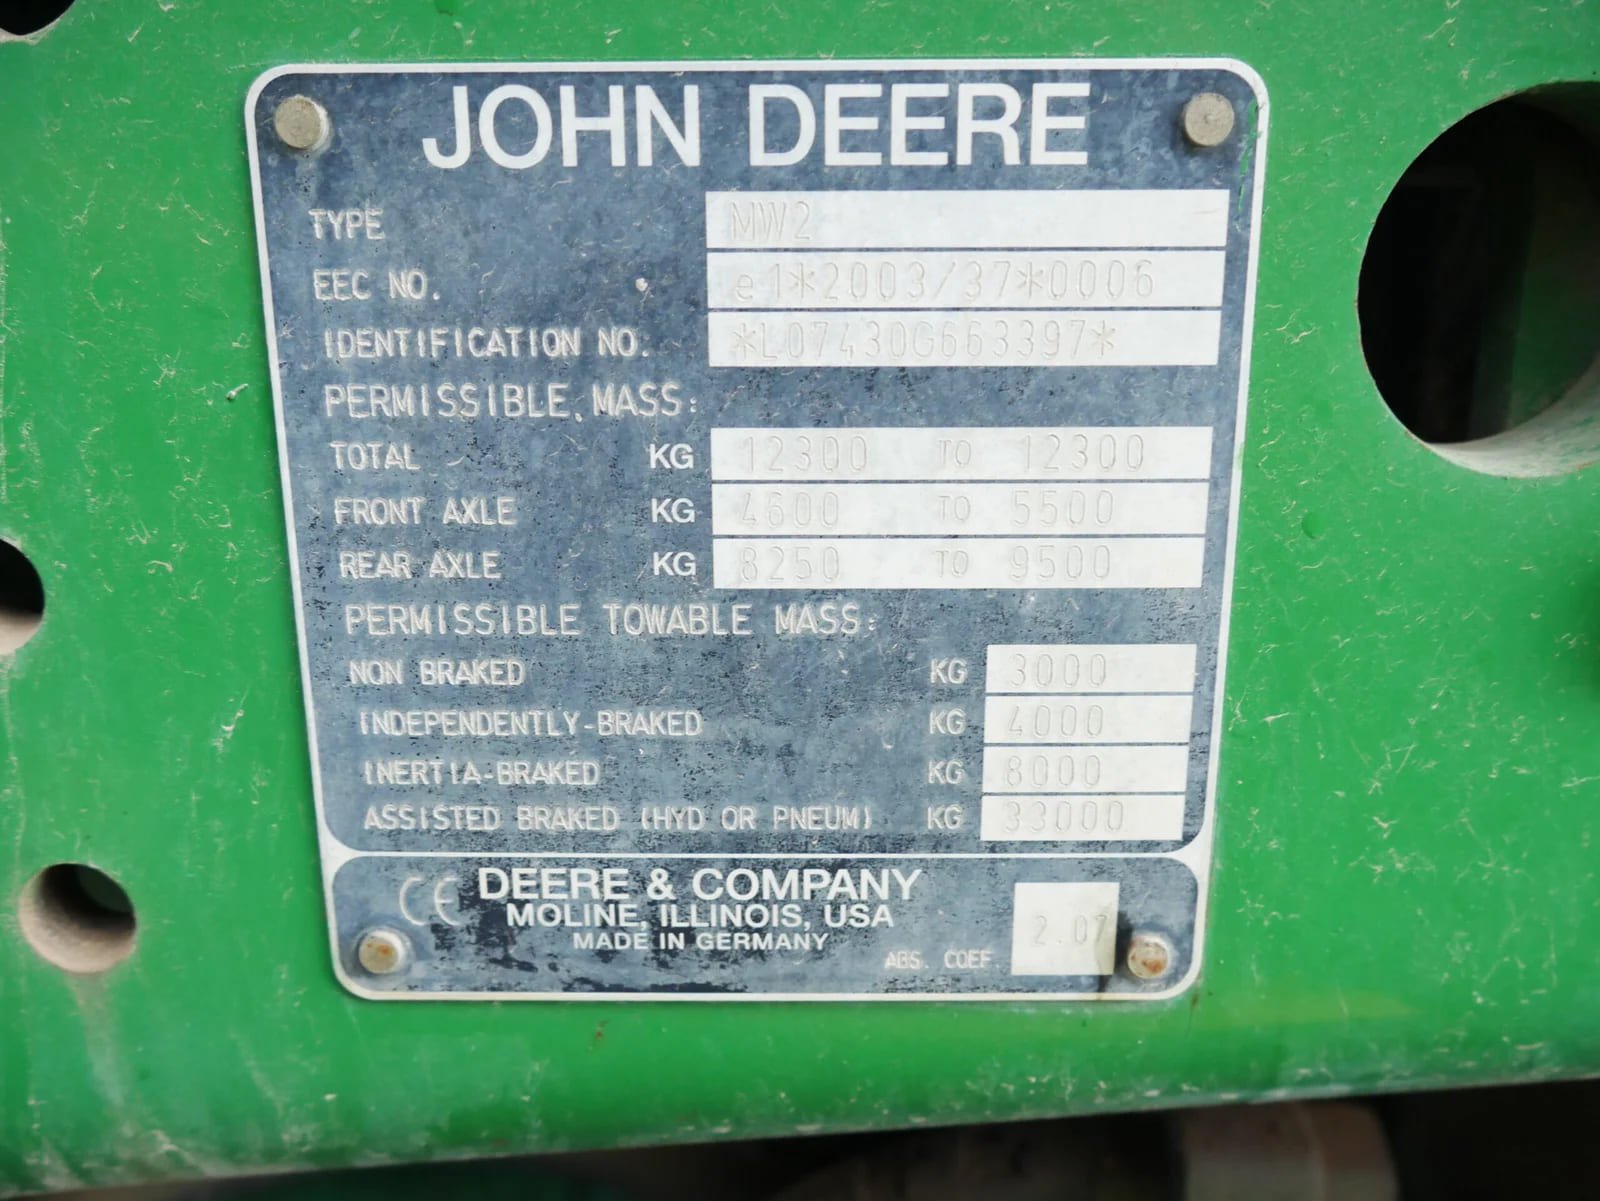 JOHN DEERE
TYPE MW2
EEC NO. e1*2003/37*0006
IDENTIFICATION NO. *L07430G663397*
PERMISSIBLE MASS:
TOTAL KG 12300 TO 12300
FRONT AXLE KG 4600 TO 5500
REAR AXLE KG 8250 TO 9500
PERMISSIBLE TOWABLE MASS:
NON BRAKED KG 3000
INDEPENDENTLY-BRAKED KG 4000
INERTIA-BRAKED KG 8000
ASSISTED BRAKED (HYD OR PNEUM) KG 33000
CE DEERE & COMPANY
MOLINE, ILLINOIS, USA
MADE IN GERMANY
ABS. COEF 2.07